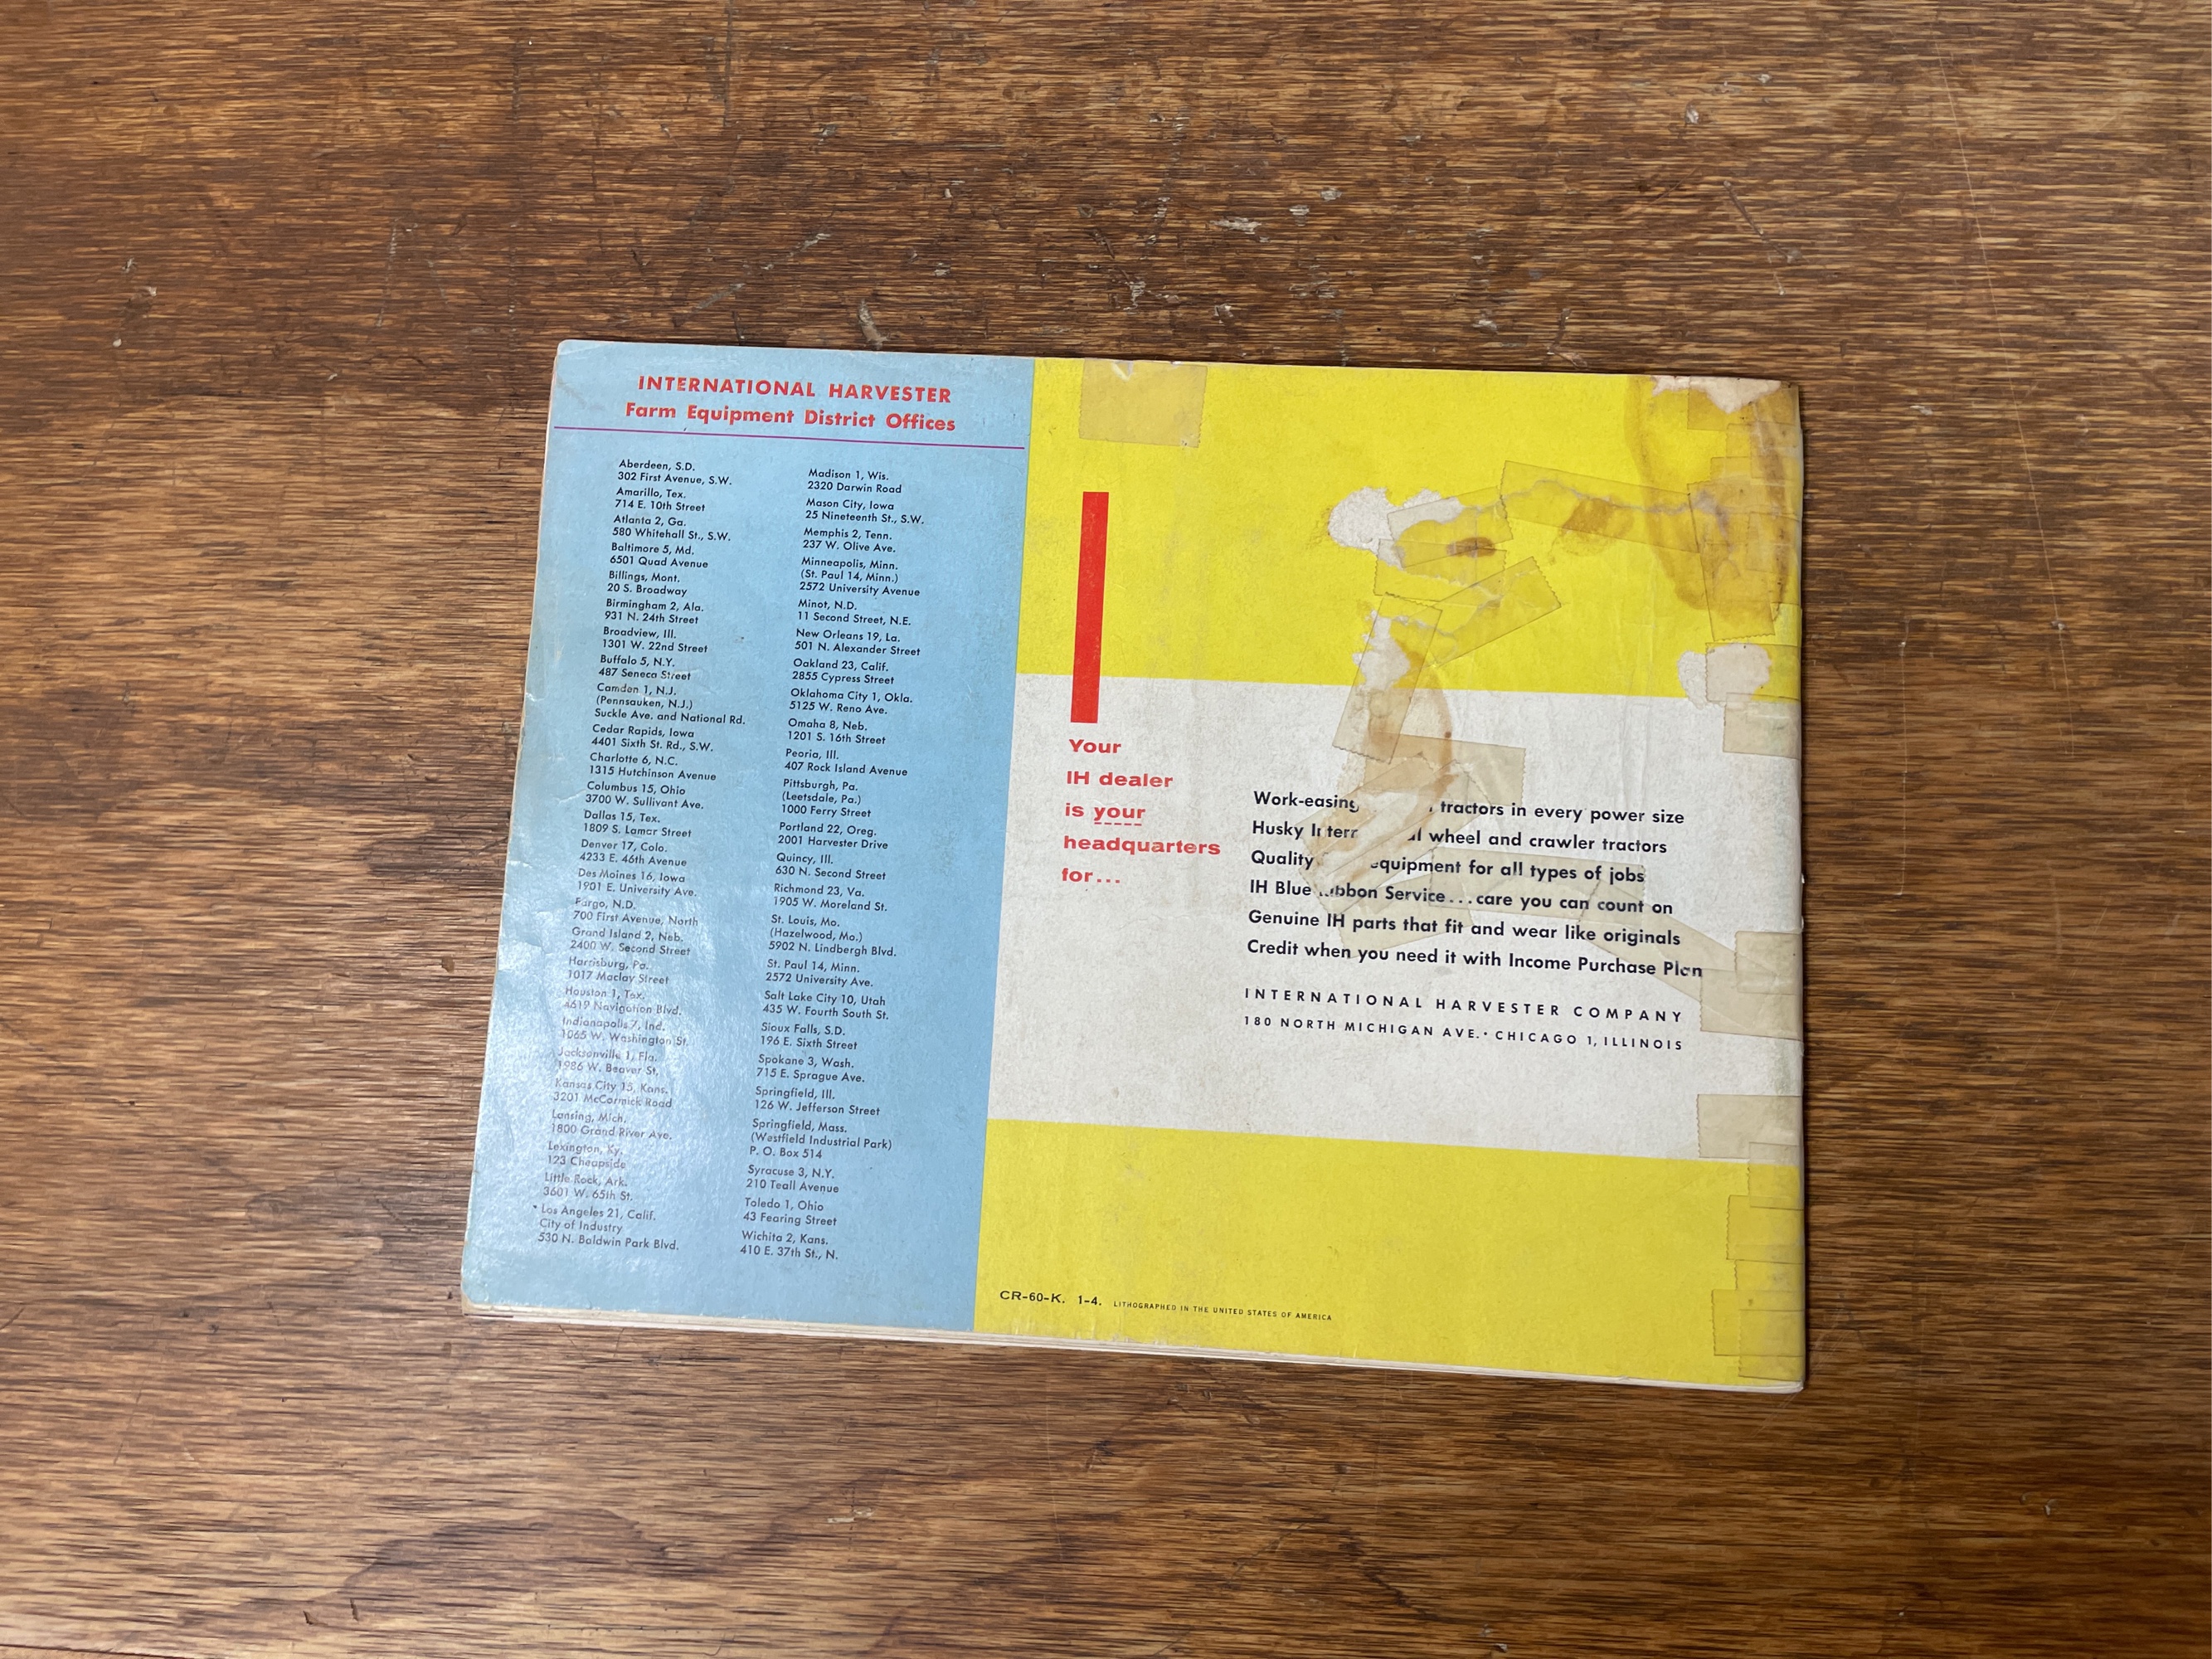 INTERNATIONAL HARVESTER
Farm Equipment District Offices
Aberdeen, S.D.
302 First Avenue, S.W.
Amarillo, Tex.
714 E. 10th Street
Atlanta 2, Ga.
580 Whitehall St., S.W.
Baltimore 5, Md.
6501 Quad Avenue
Billings, Mont.
20 S. Broadway
Birmingham 2, Ala.
931 N. 24th Street
Broadview, Ill.
1301 W. 22nd Street
Buffalo 5, N.Y.
487 Seneca Street
Camden 1, N.J.
(Pennsauken, N.J.)
Suckle Ave. and National Rd.
Cedar Rapids, Iowa
4401 Sixth St. Rd., S.W.
Charlotte 6, N.C.
1315 Hutchinson Avenue
Columbus 15, Ohio
3700 W. Sullivant Ave.
Dallas 15, Tex.
1809 S. Lamar Street
Denver 17, Colo.
4233 E. 46th Avenue
Des Moines 16, Iowa
1901 E. University Ave.
Fargo, N.D.
700 First Avenue, North
Grand Island 2, Neb.
2400 W. Second Street
Harrisburg, Pa.
1017 Maclay Street
Houston 1, Tex.
4619 Navigation Blvd.
Indianapolis 7, Ind.
1065 W. Washington St.
Jacksonville 1, Fla.
1986 W. Beaver St.
Kansas City 15, Kans.
3201 McCormick Road
Lansing, Mich.
1800 Grand River Ave.
Lexington, Ky.
123 Cheapside
Little Rock, Ark.
3601 W. 65th St.
Los Angeles 21, Calif.
City of Industry
530 N. Baldwin Park Blvd.
Madison 1, Wis.
2320 Darwin Road
Mason City, Iowa
25 Nineteenth St., S.W.
Memphis 2, Tenn.
237 W. Olive Ave.
Minneapolis, Minn.
(St. Paul 14, Minn.)
2572 University Avenue
Minot, N.D.
11 Second Street, N.E.
New Orleans 19, La.
501 N. Alexander Street
Oakland 23, Calif.
2855 Cypress Street
Oklahoma City 1, Okla.
5125 W. Reno Ave.
Omaha 8, Neb.
1201 S. 16th Street
Peoria, Ill.
407 Rock Island Avenue
Pittsburgh, Pa.
(Leetsdale, Pa.)
1000 Ferry Street
Portland 22, Oreg.
2001 Harvester Drive
Quincy, Ill.
630 N. Second Street
Richmond 23, Va.
1905 W. Moreland St.
St. Louis, Mo.
(Hazelwood, Mo.)
5902 N. Lindbergh Blvd.
St. Paul 14, Minn.
2572 University Ave.
Salt Lake City 10, Utah
435 W. Fourth South St.
Sioux Falls, S.D.
196 E. Sixth Street
Spokane 3, Wash.
715 E. Sprague Ave.
Springfield, Ill.
126 W. Jefferson Street
Springfield, Mass.
(Westfield Industrial Park)
P. O. Box 514
Syracuse 3, N.Y.
210 Teall Avenue
Toledo 1, Ohio
43 Fearing Street
Wichita 2, Kans.
410 E. 37th St., N.
Your
IH dealer
is your
headquarters
for...
Work-easing tractors in every power size
Husky wheel and crawler tractors
Quality equipment for all types of jobs
IH Blue Ribbon Service...care you can count on
Genuine IH parts that fit and wear like originals
Credit when you need it with Income Purchase Plan
INTERNATIONAL HARVESTER COMPANY
180 NORTH MICHIGAN AVE. • CHICAGO 1, ILLINOIS
CR-60-K. 1-4. LITHOGRAPHED IN THE UNITED STATES OF AMERICA